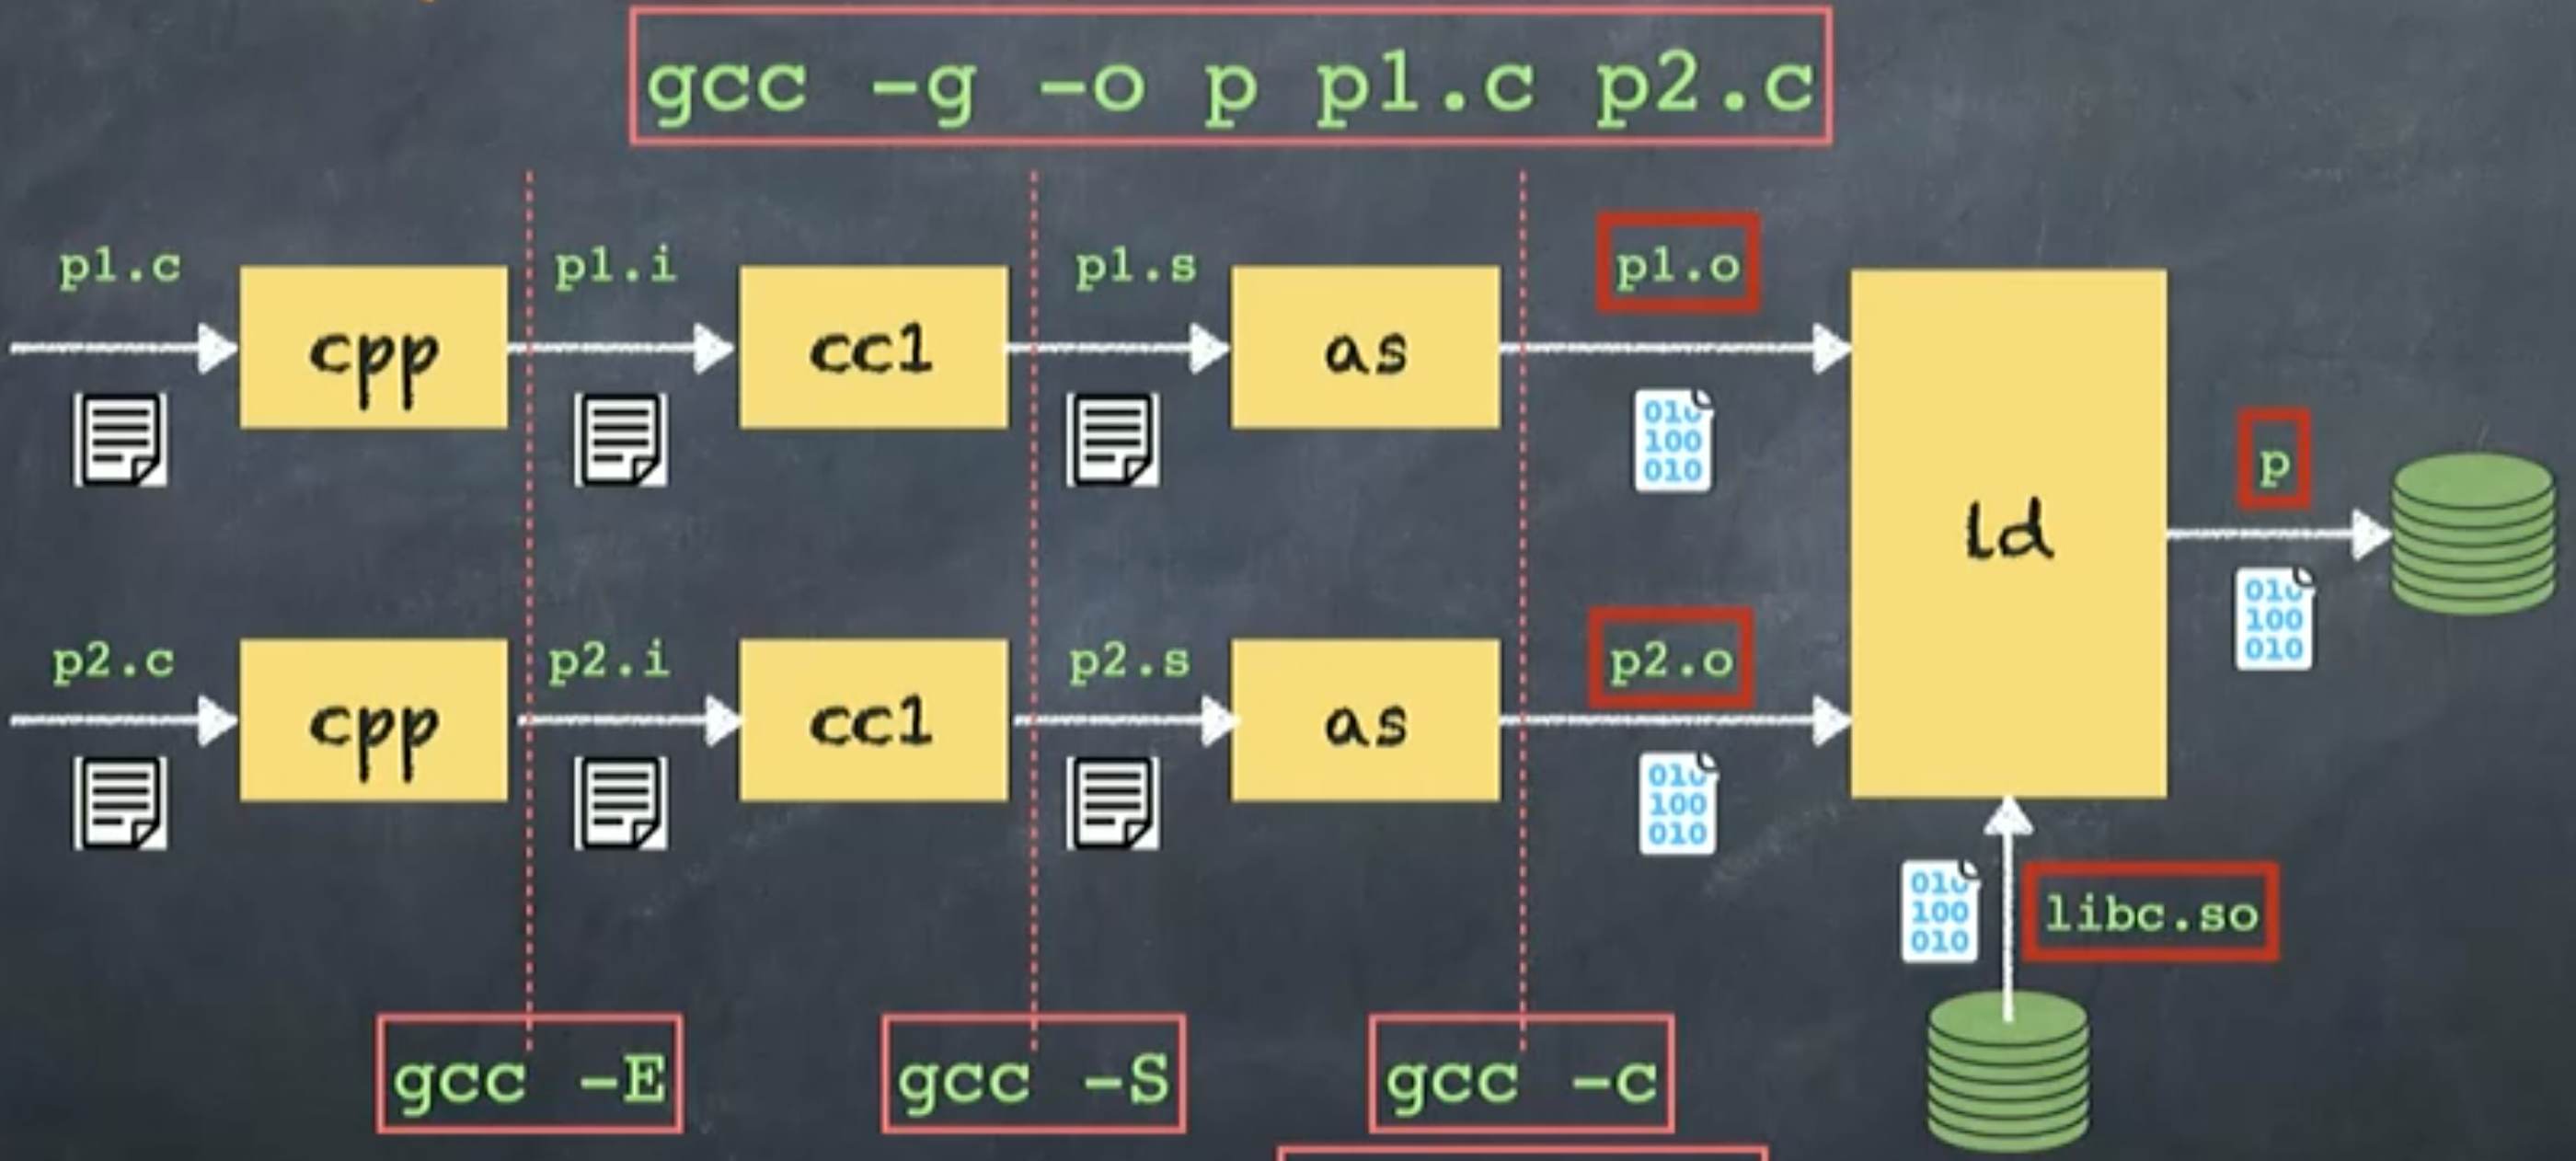 gcc -g -o p p1.c p2.c
p1.c
p1.i
p1.s
p1.o
cpp
cc1
as
ld
010
100
010
p
010
100
010
p2.c
p2.i
p2.s
p2.o
cpp
cc1
as
010
100
010
010
100
010
libc.so
gcc -E
gcc -S
gcc -c